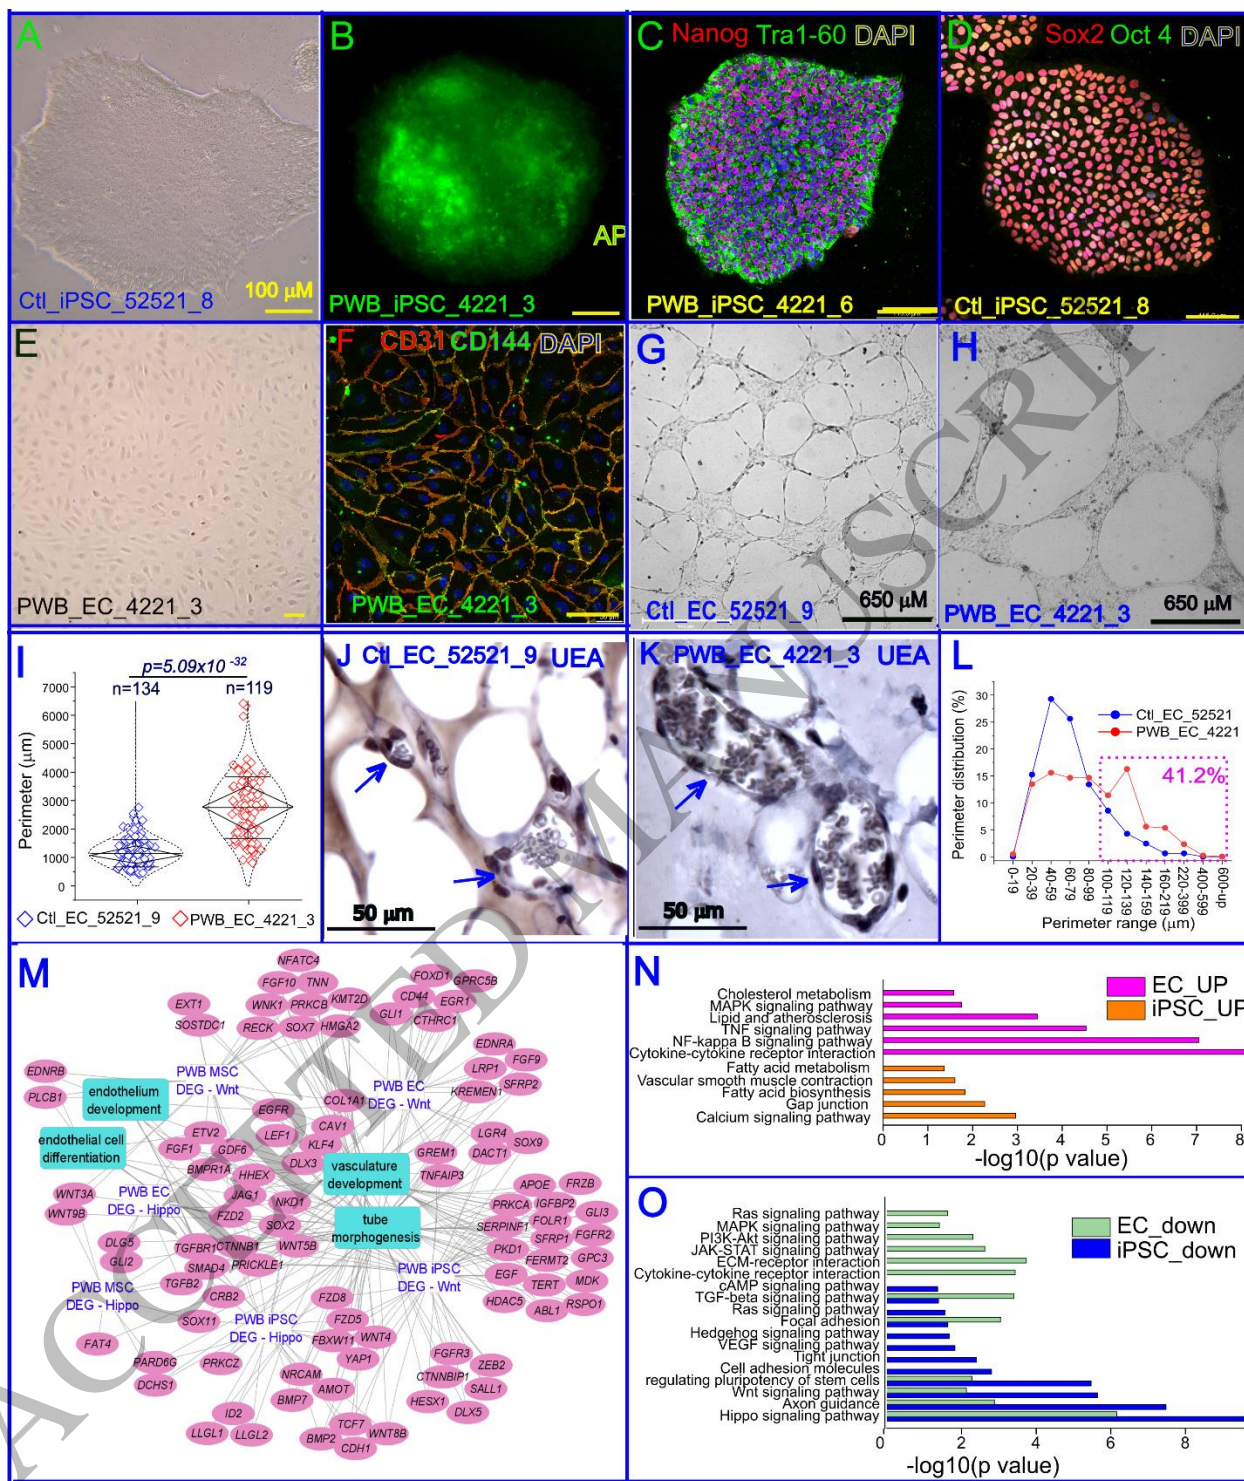 A
Ctl_iPSC_52521_8
100 µM
B
AP
PWB_iPSC_4221_3
C Nanog Tra1-60 DAPI
PWB_iPSC_4221_6
D Sox2 Oct 4 DAPI
Ctl_iPSC_52521_8
E
PWB_EC_4221_3
F CD31 CD144 DAPI
PWB_EC_4221_3
G
Ctl_EC_52521_9
650 µM
H
PWB_EC_4221_3
650 µM
I
p=5.09x10 -32
n=134 n=119
Perimeter (µm)
7000
6000
5000
4000
3000
2000
1000
0
Ctl_EC_52521_9 PWB_EC_4221_3
J Ctl_EC_52521_9 UEA
50 µm
K PWB_EC_4221_3 UEA
50 µm
L
Ctl_EC_52521
PWB_EC_4221
41.2%
Perimeter distribution (%)
30
25
20
15
10
5
0
0-19
20-39
40-59
60-79
80-99
100-119
120-139
140-159
160-219
220-399
400-599
600-up
Perimeter range (µm)
M
NFATC4
FGF10 TNN
WNK1 PRKCB KMT2D
RECK SOX7 HMGA2
EXT1
SOSTDC1
FOXD1 GPRC5B
CD44 EGR1
GLI1 CTHRC1
EDNRA
FGF9
LRP1
SFRP2
KREMEN1
EDNRB
PLCB1
PWB MSC
DEG - Wnt
PWB EC
DEG - Wnt
endothelium
development
endothelial cell
differentiation
EGFR COL1A1
CAV1
LEF1
KLF4
DLX3
ETV2
FGF1 GDF6
BMPR1A HHEX
JAG1 NKD1
FZD2 SOX2
vasculature
development
tube
morphogenesis
LGR4 SOX9
DACT1
GREM1
TNFAIP3
WNT3A
WNT9B
PWB EC
DEG - Hippo
APOE FRZB
PRKCA IGFBP2 GLI3
SERPINF1 FOLR1
SFRP1 FGFR2
PKD1 FERMT2 GPC3
EGF TERT MDK
HDAC5 ABL1 RSPO1
DLG5
GLI2
TGFBR1 CTNNB1 WNT5B
SMAD4 PRICKLE1
TGFB2
CRB2
SOX11
PWB MSC
DEG - Hippo
PWB iPSC
DEG - Wnt
PWB iPSC
DEG - Hippo
FZD8
FZD5
FBXW11 WNT4
YAP1
FAT4
PARD6G PRKCZ
DCHS1
NRCAM
AMOT
BMP7
FGFR3 ZEB2
CTNNBIP1
SALL1
HESX1
DLX5
ID2
LLGL1 LLGL2
TCF7
BMP2 WNT8B
CDH1
N
EC_UP
iPSC_UP
Cholesterol metabolism
MAPK signaling pathway
Lipid and atherosclerosis
TNF signaling pathway
NF-kappa B signaling pathway
Cytokine-cytokine receptor interaction
Fatty acid metabolism
Vascular smooth muscle contraction
Fatty acid biosynthesis
Gap junction
Calcium signaling pathway
0 1 2 3 4 5 6 7 8
-log10(p value)
O
EC_down
iPSC_down
Ras signaling pathway
MAPK signaling pathway
PI3K-Akt signaling pathway
JAK-STAT signaling pathway
ECM-receptor interaction
Cytokine-cytokine receptor interaction
cAMP signaling pathway
TGF-beta signaling pathway
Ras signaling pathway
Focal adhesion
Hedgehog signaling pathway
VEGF signaling pathway
Tight junction
Cell adhesion molecules
regulating pluripotency of stem cells
Wnt signaling pathway
Axon guidance
Hippo signaling pathway
0 2 4 6 8
-log10(p value)
ACCEPTED MANUSCRIPT